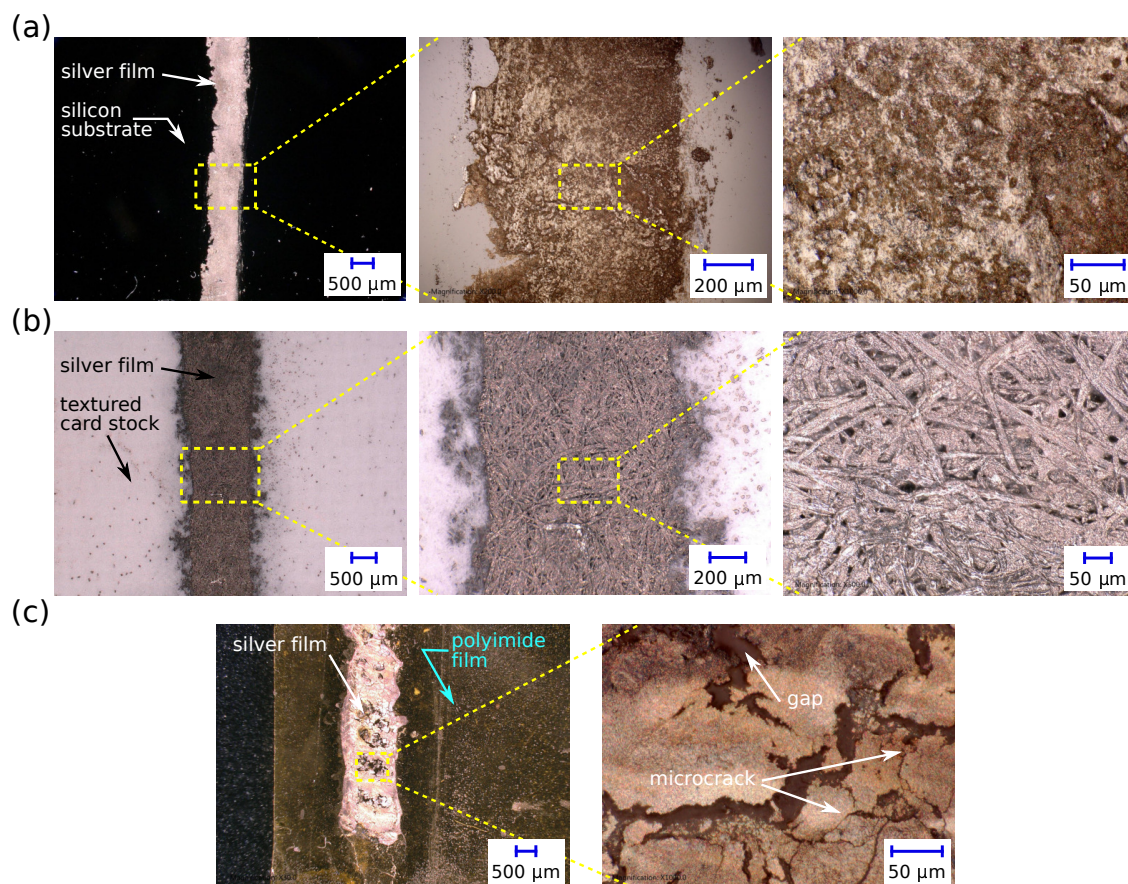 (a)
silver film
silicon
substrate
500 µm
200 µm
50 µm
(b)
silver film
textured
card stock
500 µm
200 µm
50 µm
(c)
silver film
polyimide
film
500 µm
gap
microcrack
50 µm